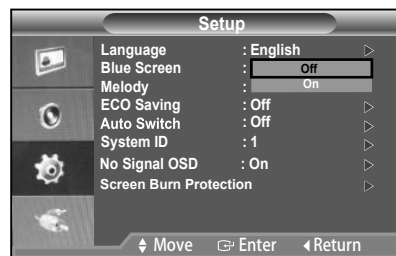 Setup
Language : English
Blue Screen : Off
Melody : On
ECO Saving : Off
Auto Switch : Off
System ID : 1
No Signal OSD : On
Screen Burn Protection
Move Enter Return